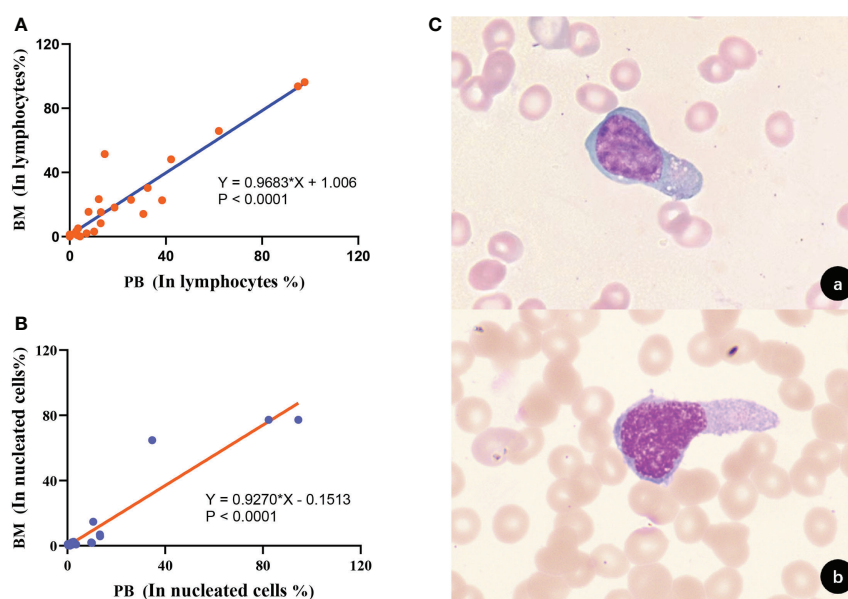 A
BM (In lymphocytes%)
120
80
40
0
0
40
80
120
Y = 0.9683*X + 1.006
P < 0.0001
PB (In lymphocytes %)
B
BM (In nucleated cells%)
120
80
40
0
0
40
80
120
Y = 0.9270*X - 0.1513
P < 0.0001
PB (In nucleated cells %)
C
a
b